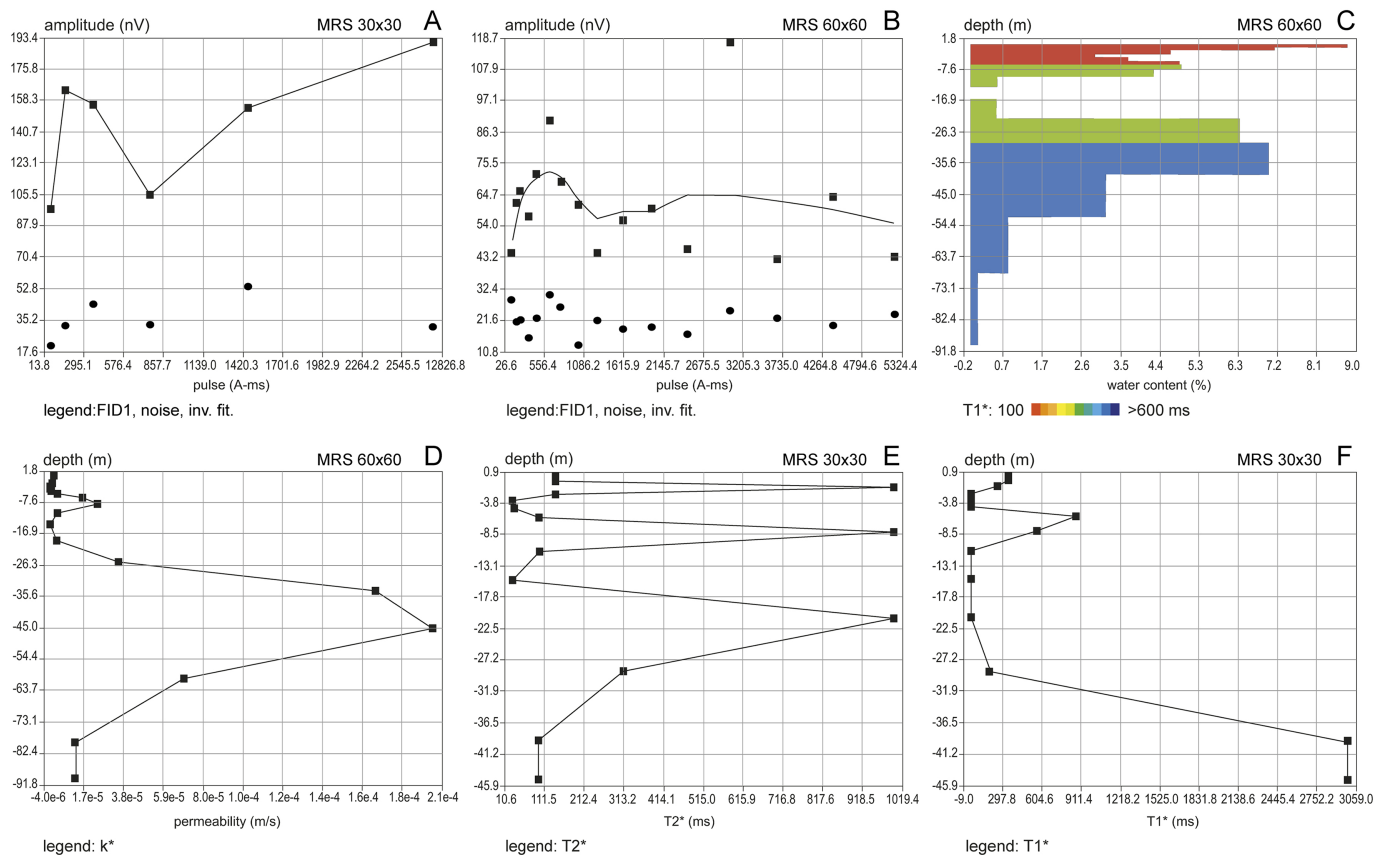 amplitude (nV) MRS 30x30 A
193.4
175.8
158.3
140.7
123.1
105.5
87.9
70.4
52.8
35.2
17.6
13.8 295.1 576.4 857.7 1139.0 1420.4 1701.6 1982.9 2264.2 2545.5 2826.8
pulse (A-ms)
legend:FID1, noise, inv. fit.
amplitude (nV) MRS 60x60 B
118.7
107.9
97.1
86.3
75.5
64.7
54.0
43.2
32.4
21.6
10.8
26.6 556.4 1086.2 1615.9 2145.7 2675.5 3205.3 3735.0 4264.8 4794.6 5324.4
pulse (A-ms)
legend:FID1, noise, inv. fit.
depth (m) MRS 60x60 C
1.8
-7.6
-16.9
-26.3
-35.6
-45.0
-54.4
-63.7
-73.1
-82.4
-91.8
-0.2 0.7 1.7 2.6 3.5 4.4 5.3 6.2 7.2 8.1 9.0
water content (%)
T1*: 100 >600 ms
depth (m) MRS 60x60 D
1.8
-7.6
-16.9
-26.3
-35.6
-45.0
-54.4
-63.7
-73.1
-82.4
-91.8
-4.0e-6 1.7e-5 3.8e-5 5.9e-5 8.0e-5 1.0e-4 1.2e-4 1.4e-4 1.6e-4 1.8e-4 2.1e-4
permeability (m/s)
legend: k*
depth (m) MRS 30x30 E
0.9
-3.8
-8.5
-13.1
-17.8
-22.5
-27.2
-31.9
-36.5
-41.2
-45.9
10.6 111.5 212.4 313.2 414.1 515.0 615.9 716.8 817.6 918.5 1019.4
T2* (ms)
legend: T2*
depth (m) MRS 30x30 F
0.9
-3.8
-8.5
-13.1
-17.8
-22.5
-27.2
-31.9
-36.5
-41.2
-45.9
-9.0 297.8 604.6 911.4 1218.2 1525.0 1831.8 2138.6 2445.4 2752.2 3059.0
T1* (ms)
legend: T1*